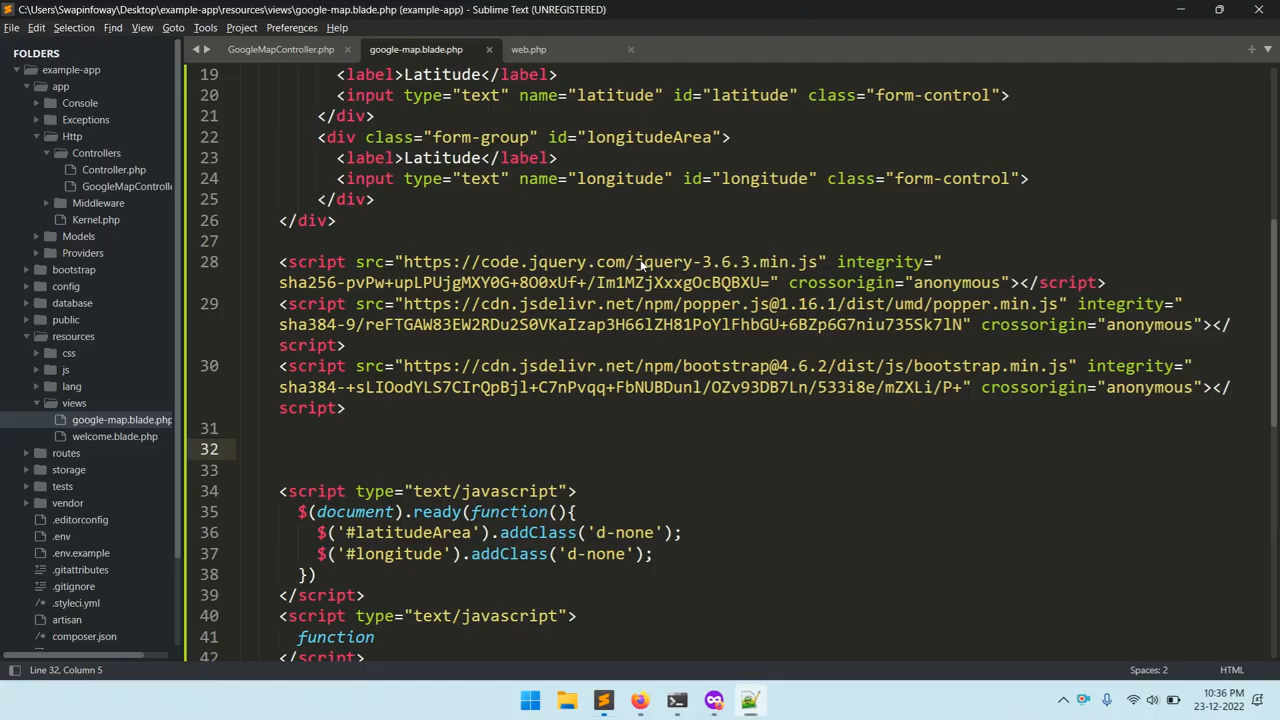 C:\Users\Swapinfoway\Desktop\example-app\resources\views\google-map.blade.php (example-app) - Sublime Text (UNREGISTERED)
File Edit Selection Find View Goto Tools Project Preferences Help
FOLDERS
example-app
app
Console
Exceptions
Http
Controllers
Controller.php
GoogleMapControlle
Middleware
Kernel.php
Models
Providers
bootstrap
config
database
public
resources
css
js
lang
views
google-map.blade.php
welcome.blade.php
routes
storage
tests
vendor
.editorconfig
.env
.env.example
.gitattributes
.gitignore
.styleci.yml
artisan
composer.json
GoogleMapController.php google-map.blade.php web.php
19 <label>Latitude</label>
20 <input type="text" name="latitude" id="latitude" class="form-control">
21 </div>
22 <div class="form-group" id="longitudeArea">
23 <label>Latitude</label>
24 <input type="text" name="longitude" id="longitude" class="form-control">
25 </div>
26 </div>
27
28 <script src="https://code.jquery.com/jquery-3.6.3.min.js" integrity="
sha256-pvPw+upLPUjgMXY0G+8O0xUf+/Im1MZjXxxgOcBQBXU=" crossorigin="anonymous"></script>
29 <script src="https://cdn.jsdelivr.net/npm/popper.js@1.16.1/dist/umd/popper.min.js" integrity="
sha384-9/reFTGAW83EW2RDu2S0VKaIzap3H66lZH81PoYlFhbGU+6BZp6G7niu735Sk7lN" crossorigin="anonymous"></
script>
30 <script src="https://cdn.jsdelivr.net/npm/bootstrap@4.6.2/dist/js/bootstrap.min.js" integrity="
sha384-+sLIOodYLS7CIrQpBjl+C7nPvqq+FbNUBDunl/OZv93DB7Ln/533i8e/mZXLi/P+" crossorigin="anonymous"></
script>
31
32
33
34 <script type="text/javascript">
35 $(document).ready(function(){
36 $('#latitudeArea').addClass('d-none');
37 $('#longitude').addClass('d-none');
38 })
39 </script>
40 <script type="text/javascript">
41 function
42 </script>
Line 32, Column 5
Spaces: 2 HTML
10:36 PM
23-12-2022